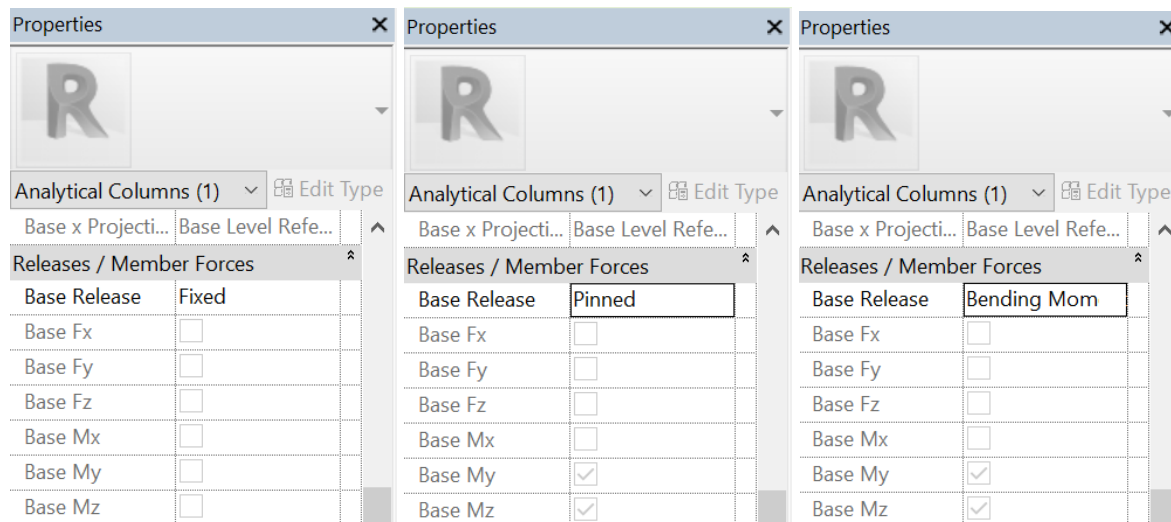 Properties
R
Analytical Columns (1) Edit Type
Base x Projecti... Base Level Refe...
Releases / Member Forces
Base Release Fixed
Base Fx
Base Fy
Base Fz
Base Mx
Base My
Base Mz
Properties
R
Analytical Columns (1) Edit Type
Base x Projecti... Base Level Refe...
Releases / Member Forces
Base Release Pinned
Base Fx
Base Fy
Base Fz
Base Mx
Base My
Base Mz
Properties
R
Analytical Columns (1) Edit Type
Base x Projecti... Base Level Refe...
Releases / Member Forces
Base Release Bending Mom
Base Fx
Base Fy
Base Fz
Base Mx
Base My
Base Mz